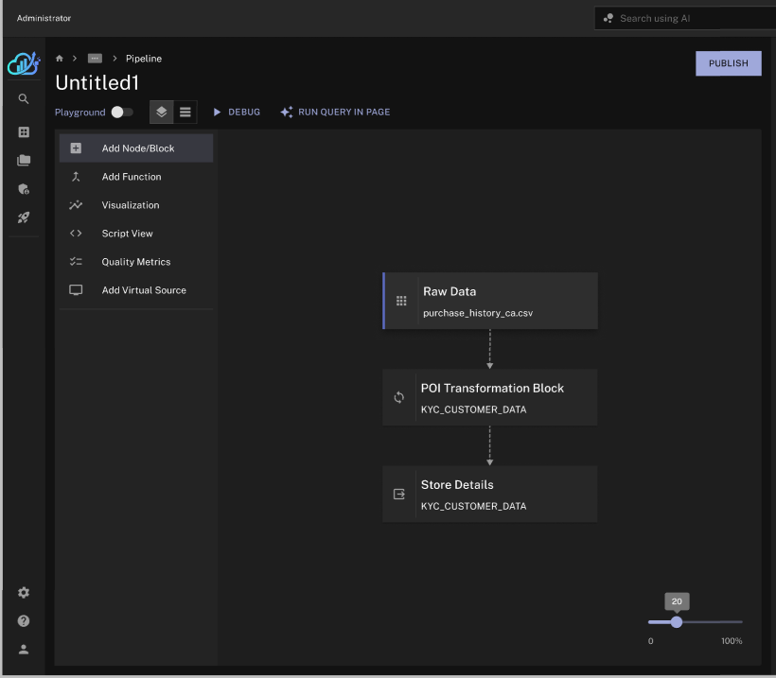 Administrator
Search using AI
Pipeline
PUBLISH
Untitled1
Playground
DEBUG
RUN QUERY IN PAGE
Add Node/Block
Add Function
Visualization
Script View
Quality Metrics
Add Virtual Source
Raw Data
purchase_history_ca.csv
POI Transformation Block
KYC_CUSTOMER_DATA
Store Details
KYC_CUSTOMER_DATA
20
0 100%